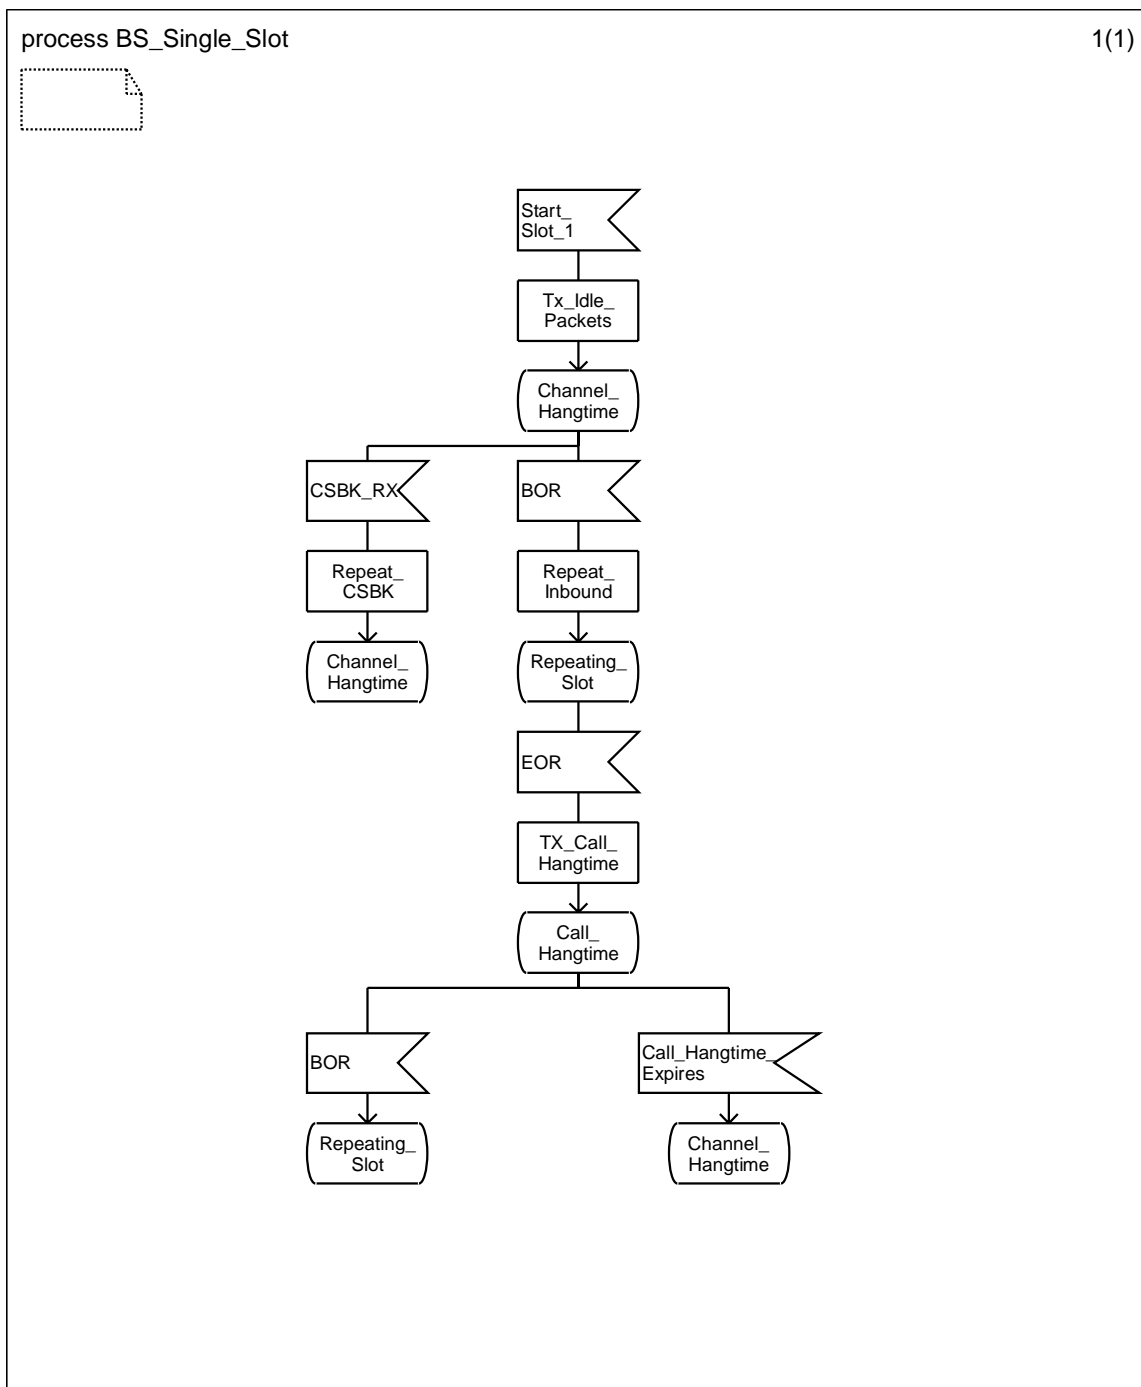 process BS_Single_Slot
1(1)
Start_
Slot_1
Tx_Idle_
Packets
Channel_
Hangtime
CSBK_RX
BOR
Repeat_
CSBK
Repeat_
Inbound
Channel_
Hangtime
Repeating_
Slot
EOR
TX_Call_
Hangtime
Call_
Hangtime
BOR
Call_Hangtime_
Expires
Repeating_
Slot
Channel_
Hangtime